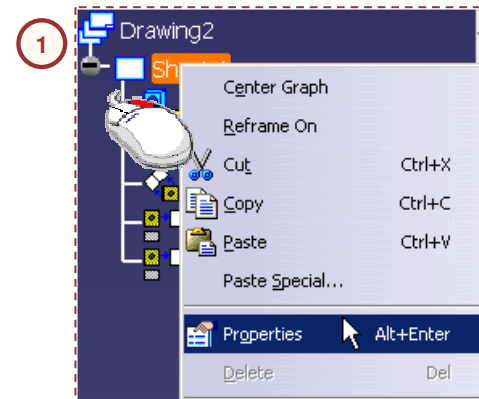 1
Drawing2
Sh
Center Graph
Reframe On
Cut Ctrl+X
Copy Ctrl+C
Paste Ctrl+V
Paste Special...
Properties Alt+Enter
Delete Del